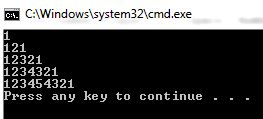 C:\Windows\system32\cmd.exe
1
121
12321
1234321
123454321
Press any key to continue . . .